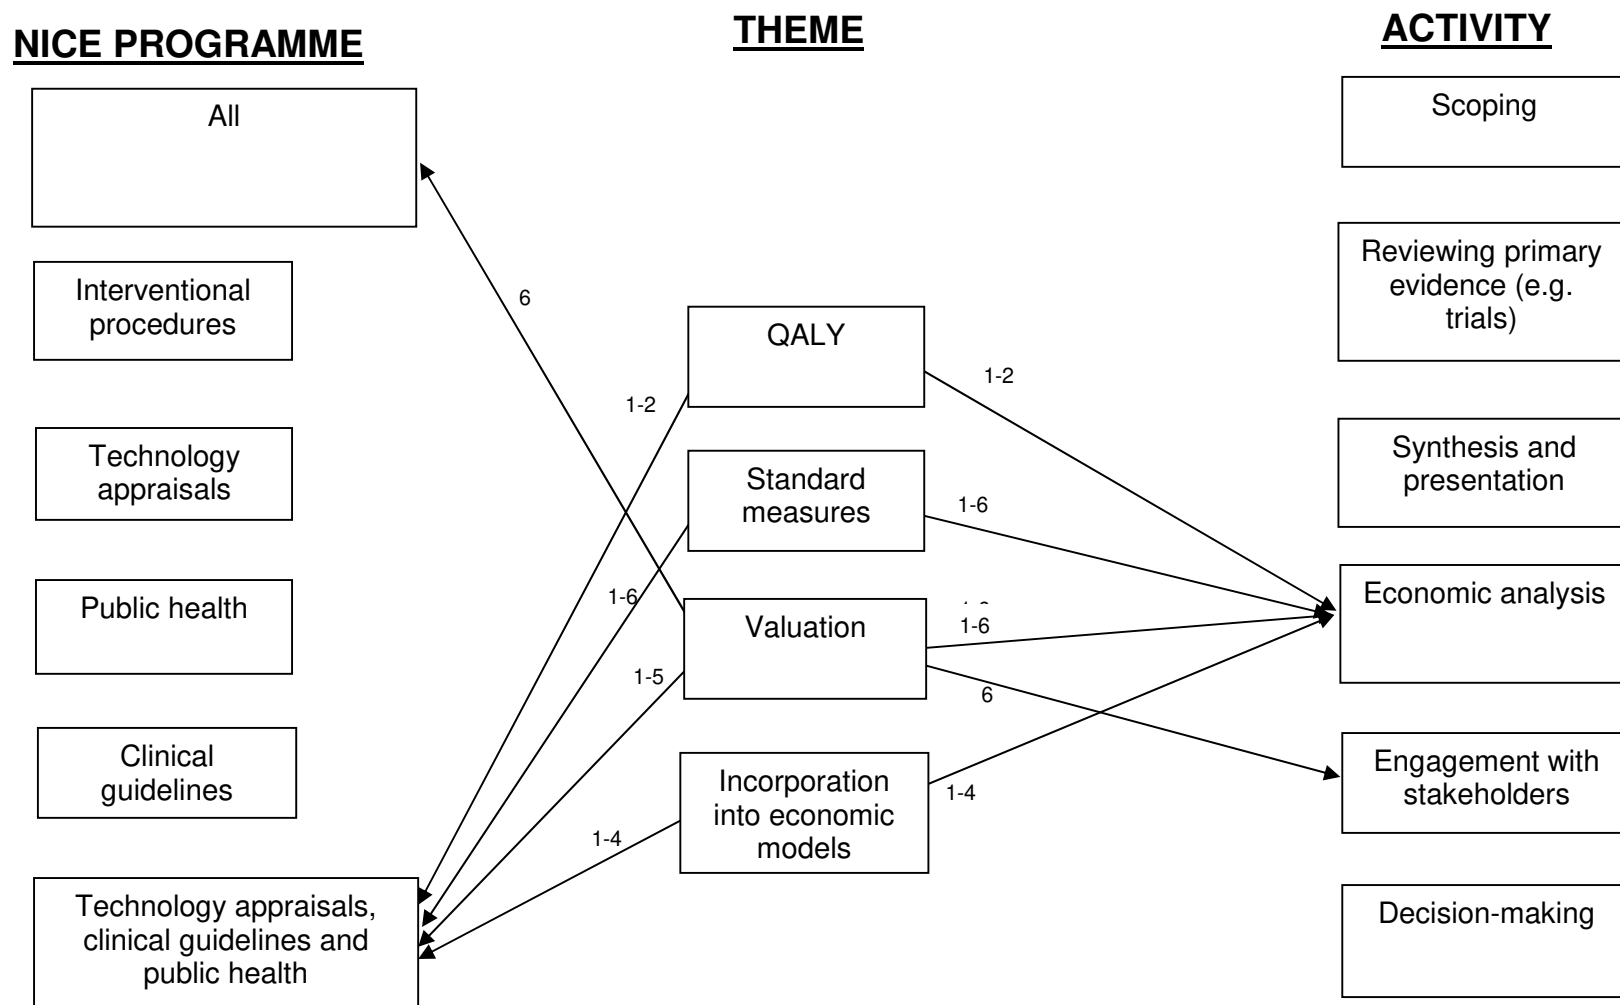 NICE PROGRAMME
THEME
ACTIVITY
All
Interventional
procedures
Technology
appraisals
Public health
Clinical
guidelines
Technology appraisals,
clinical guidelines and
public health
6
1-2
1-6
1-5
1-4
QALY
Standard
measures
Valuation
Incorporation
into economic
models
1-2
1-6
1-6
6
1-4
Scoping
Reviewing primary
evidence (e.g.
trials)
Synthesis and
presentation
Economic analysis
Engagement with
stakeholders
Decision-making